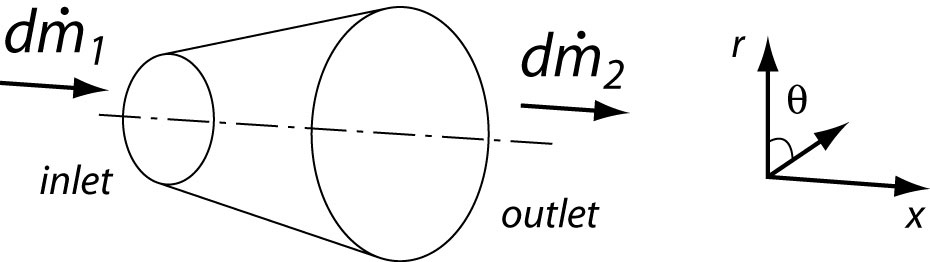 dṁ₁
dṁ₂
r
θ
inlet
outlet
x